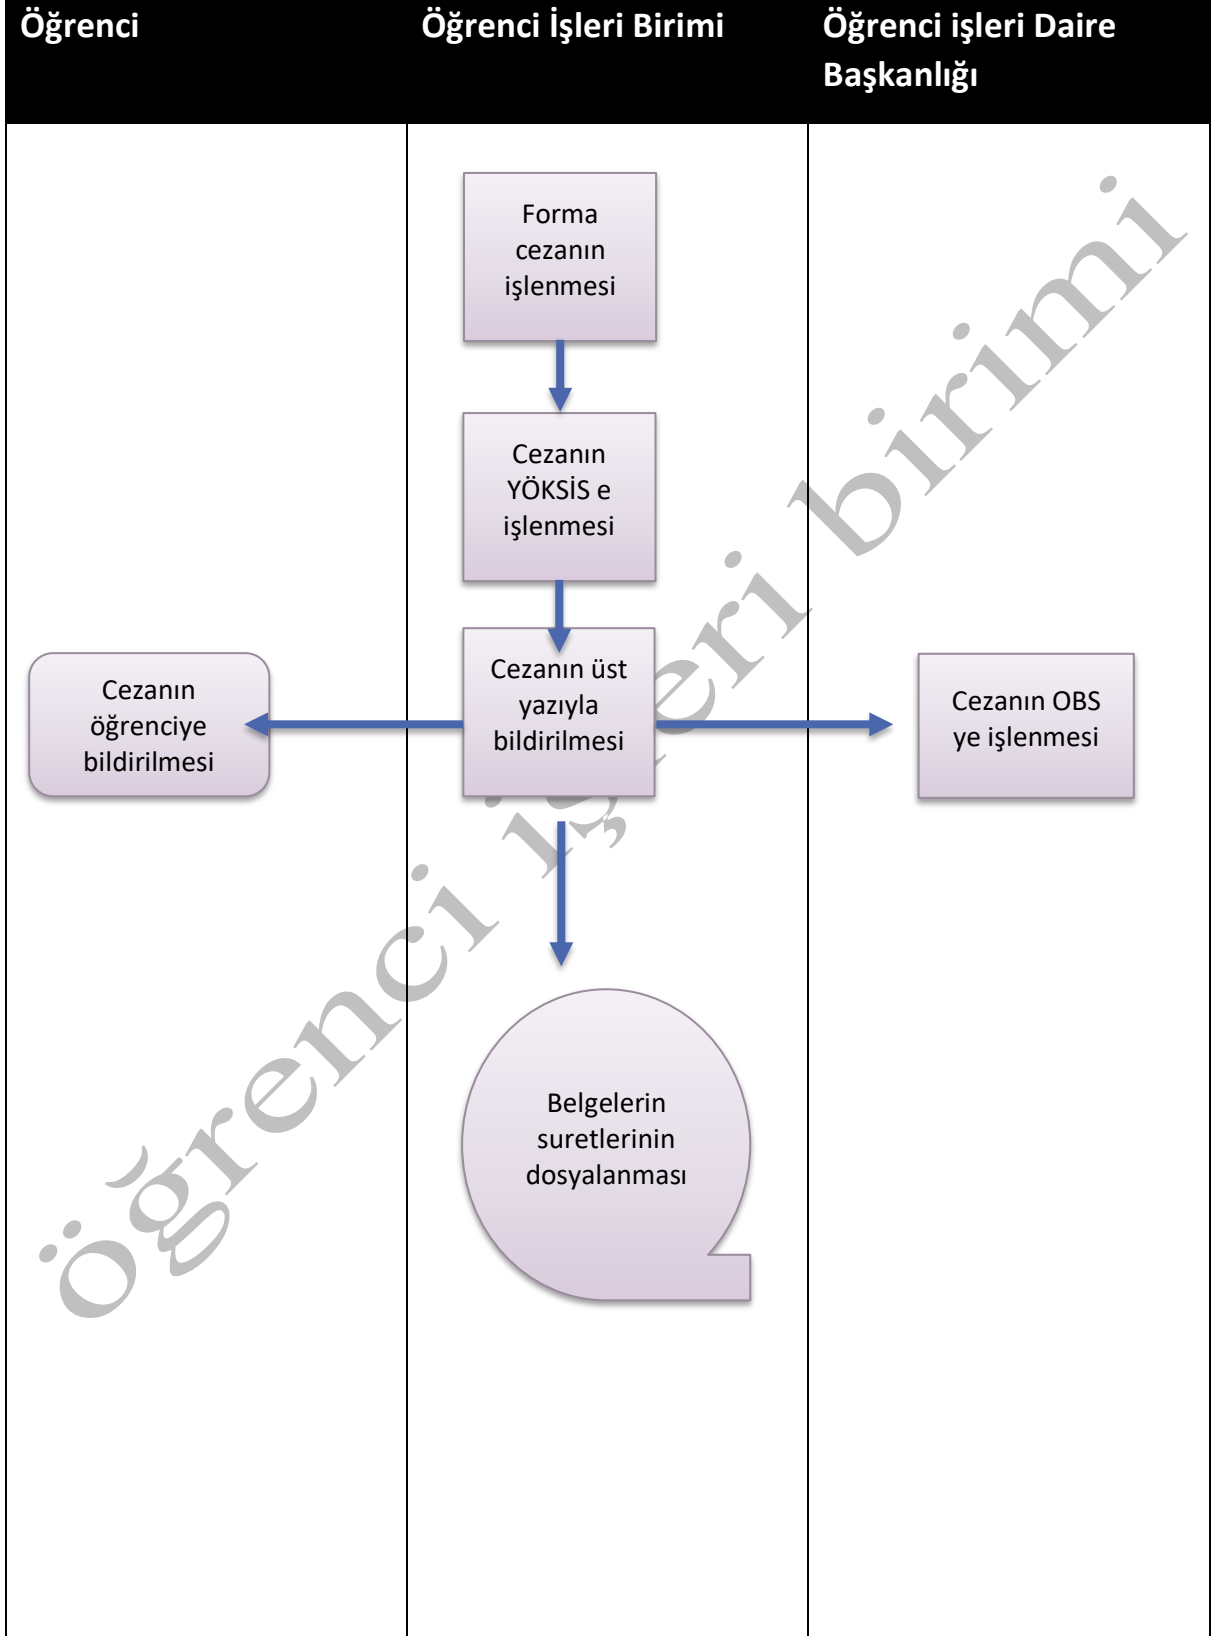 Öğrenci
Öğrenci İşleri Birimi
Öğrenci işleri Daire
Başkanlığı
Forma
cezanın
işlenmesi
Cezanın
YÖKSİS e
işlenmesi
Cezanın üst
yazıyla
bildirilmesi
Cezanın
öğrenciye
bildirilmesi
Cezanın OBS
ye işlenmesi
Belgelerin
suretlerinin
dosyalanması
öğrenci işleri birimi